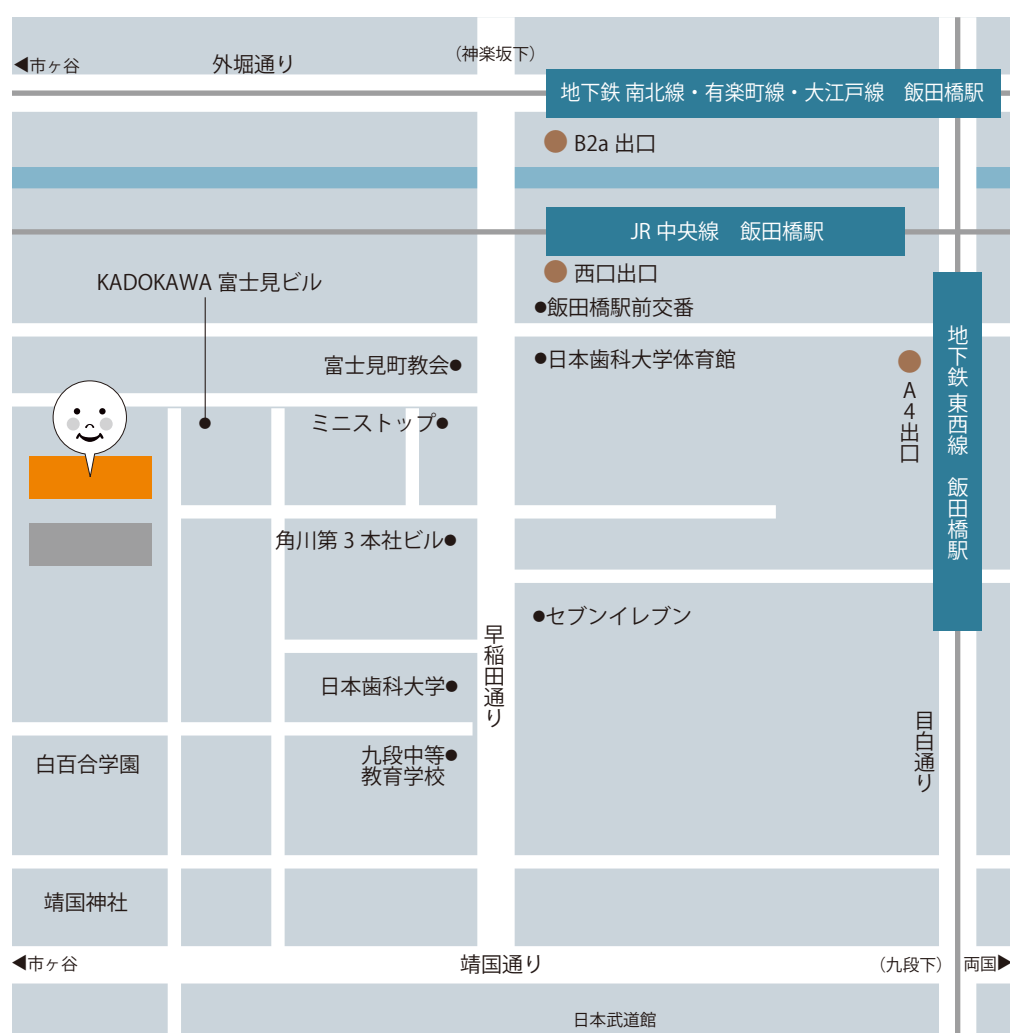 (神楽坂下)
◀市ヶ谷
外堀通り
地下鉄 南北線・有楽町線・大江戸線　飯田橋駅
B2a 出口
JR 中央線　飯田橋駅
西口出口
KADOKAWA 富士見ビル
●飯田橋駅前交番
富士見町教会●
●日本歯科大学体育館
A4出口
地下鉄 東西線　飯田橋駅
ミニストップ●
角川第 3 本社ビル●
●セブンイレブン
早稲田通り
日本歯科大学●
目白通り
白百合学園
九段中等●
教育学校
靖国神社
◀市ヶ谷
靖国通り
(九段下)
両国▶
日本武道館